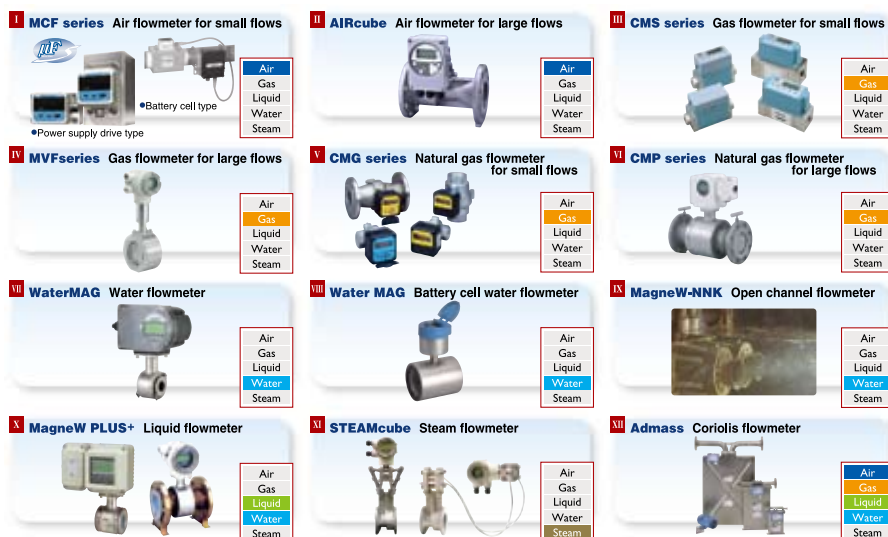 I MCF series Air flowmeter for small flows
μF
Battery cell type
Power supply drive type
Air
Gas
Liquid
Water
Steam
II AIRcube Air flowmeter for large flows
Air
Gas
Liquid
Water
Steam
III CMS series Gas flowmeter for small flows
Air
Gas
Liquid
Water
Steam
IV MVFseries Gas flowmeter for large flows
Air
Gas
Liquid
Water
Steam
V CMG series Natural gas flowmeter
for small flows
Air
Gas
Liquid
Water
Steam
VI CMP series Natural gas flowmeter
for large flows
Air
Gas
Liquid
Water
Steam
VII WaterMAG Water flowmeter
Air
Gas
Liquid
Water
Steam
VIII Water MAG Battery cell water flowmeter
Air
Gas
Liquid
Water
Steam
IX MagneW-NNK Open channel flowmeter
Air
Gas
Liquid
Water
Steam
X MagneW PLUS+ Liquid flowmeter
Air
Gas
Liquid
Water
Steam
XI STEAMcube Steam flowmeter
Air
Gas
Liquid
Water
Steam
XII Admass Coriolis flowmeter
Air
Gas
Liquid
Water
Steam